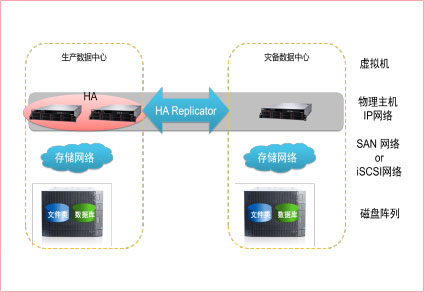 生产数据中心
灾备数据中心
虚拟机
HA
HA Replicator
物理主机
IP网络
存储网络
存储网络
SAN 网络
or
iSCSI网络
文件类
数据库
文件类
数据库
磁盘阵列